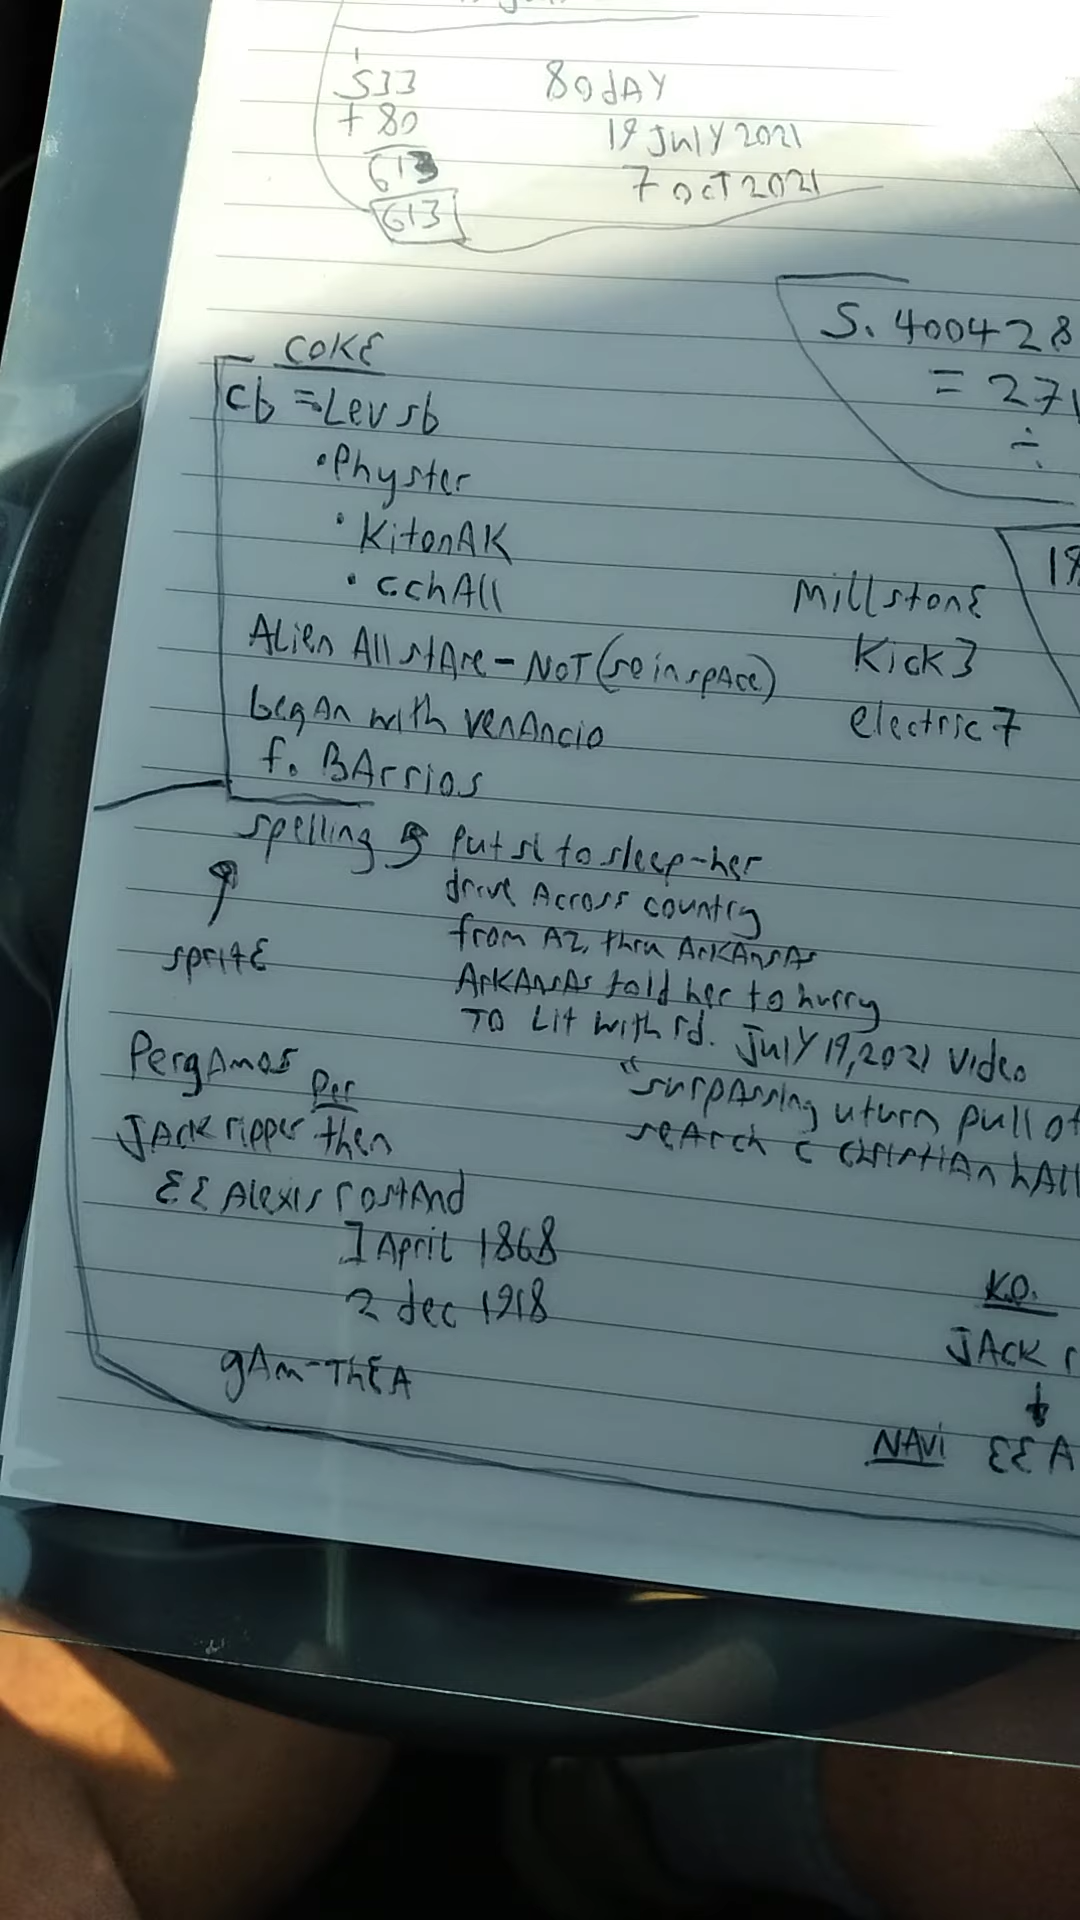 533
+ 80
613
613
80 dAY
19 July 2021
7 oct 2021
S. 400428
= 271
÷
COKE
cb = Lev sb
• Physter
• KitonAK
• cchAll
ALien All stAre - NOT (so in spAce)
begAn with venAncio
f. BArrios
Millstone
Kick 3
electric 7
spelling
put sl to sleep - her
drive Across country
from AZ, thru ArKAnsAs
ArKAnsAs told her to hurry
TO Lit with rd. July 19, 2021 video
"surpassing uturn pull of
seArch c christiAn hAll
spritE
PergAmos
per
JAck ripper then
EE Alexis rostAnd
1 April 1868
2 dec 1918
gAm-ThEA
K.O.
JAck r
NAvi EE A